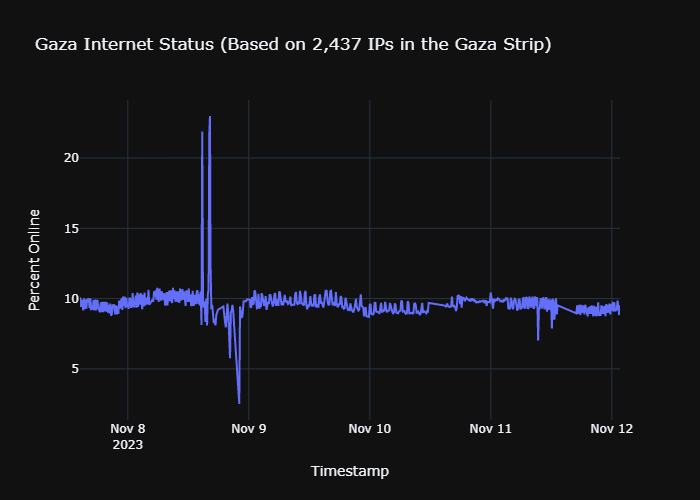 Gaza Internet Status (Based on 2,437 IPs in the Gaza Strip)
Percent Online
20
15
10
5
Nov 8
2023
Nov 9
Nov 10
Nov 11
Nov 12
Timestamp